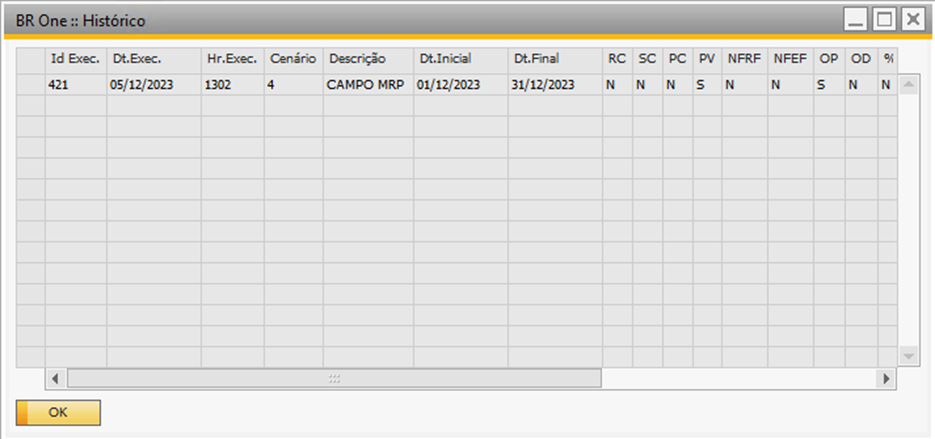 BR One :: Histórico
Id Exec. Dt.Exec. Hr.Exec. Cenário Descrição Dt.Inicial Dt.Final RC SC PC PV NFRF NFEF OP OD %
421 05/12/2023 1302 4 CAMPO MRP 01/12/2023 31/12/2023 N N N S N N S N N
OK